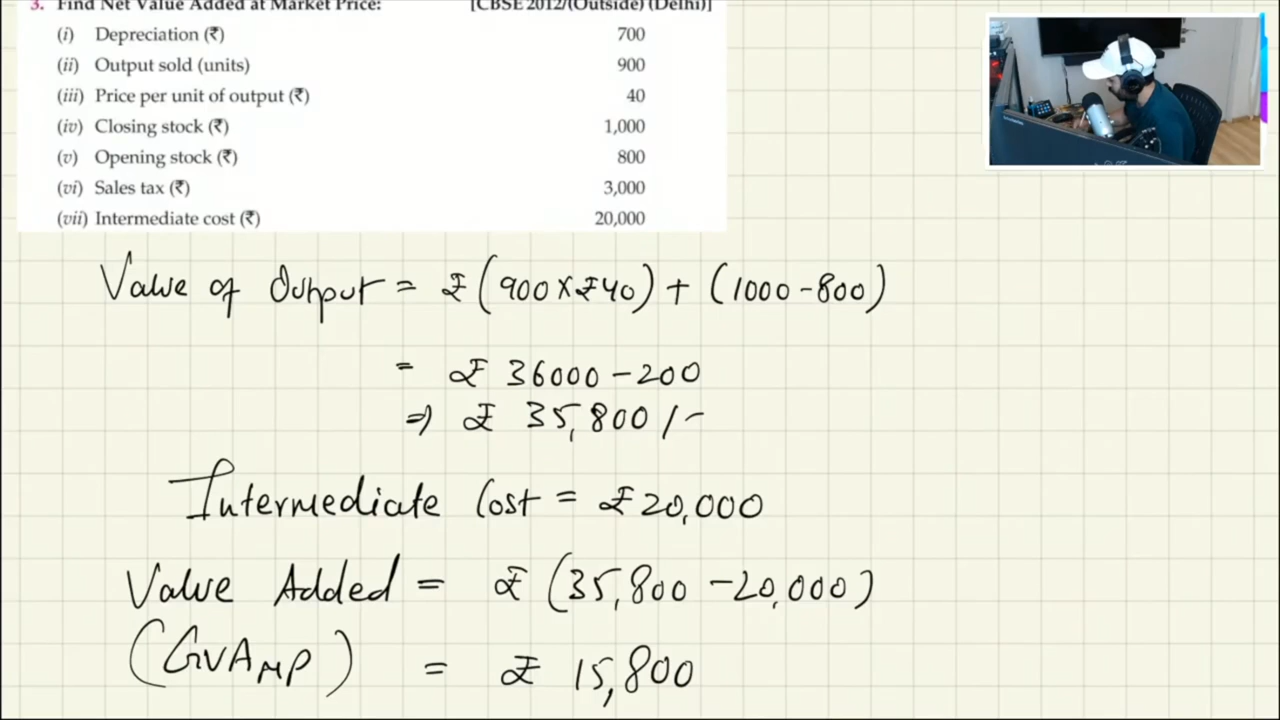 3. Find Net Value Added at Market Price: [CBSE 2012/(Outside) (Delhi)]
(i) Depreciation (₹) 700
(ii) Output sold (units) 900
(iii) Price per unit of output (₹) 40
(iv) Closing stock (₹) 1,000
(v) Opening stock (₹) 800
(vi) Sales tax (₹) 3,000
(vii) Intermediate cost (₹) 20,000
Value of Output = ₹ (900 X ₹40) + (1000 - 800)
= ₹ 36000 - 200
⇒ ₹ 35,800 /-
Intermediate Cost = ₹20,000
Value Added = ₹ (35,800 - 20,000)
(GVAMP) = ₹ 15,800